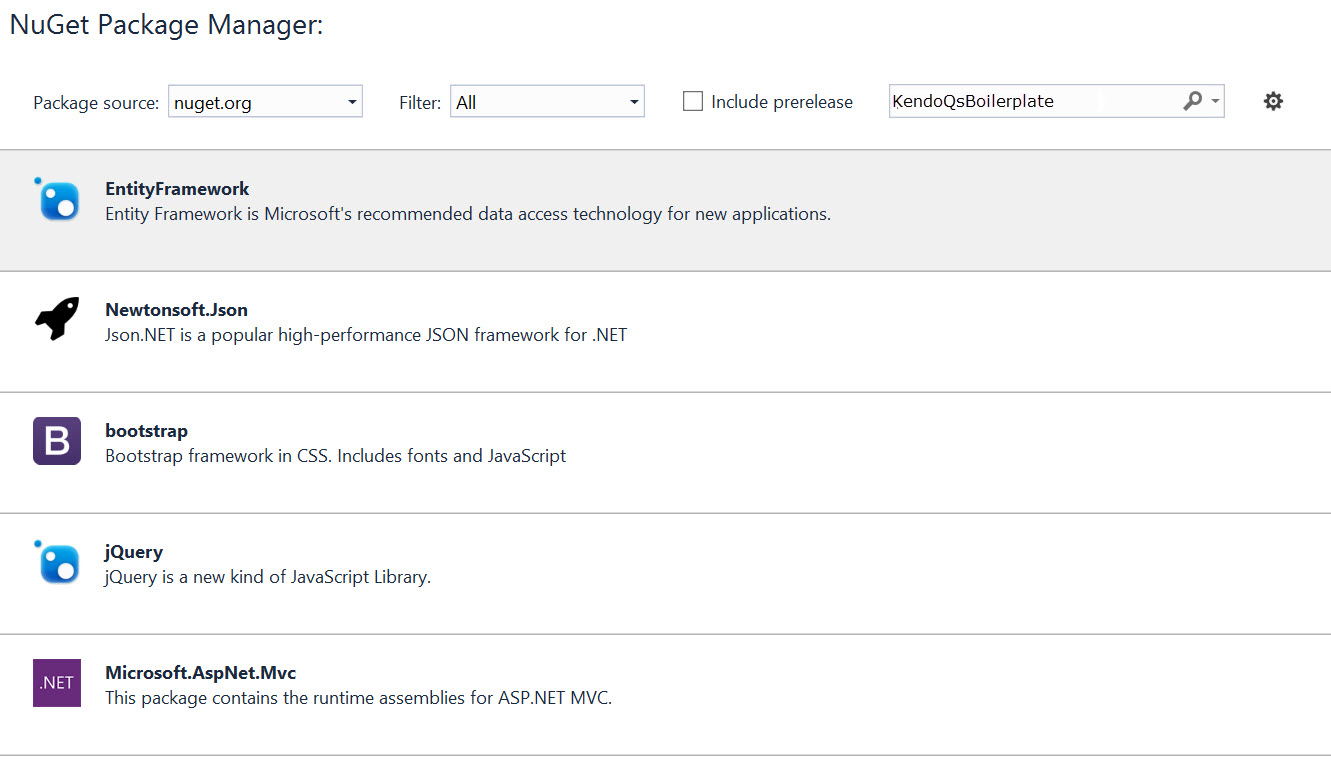 NuGet Package Manager:
Package source: nuget.org Filter: All Include prerelease KendoQsBoilerplate
EntityFramework
Entity Framework is Microsoft's recommended data access technology for new applications.
Newtonsoft.Json
Json.NET is a popular high-performance JSON framework for .NET
B
bootstrap
Bootstrap framework in CSS. Includes fonts and JavaScript
jQuery
jQuery is a new kind of JavaScript Library.
.NET
Microsoft.AspNet.Mvc
This package contains the runtime assemblies for ASP.NET MVC.